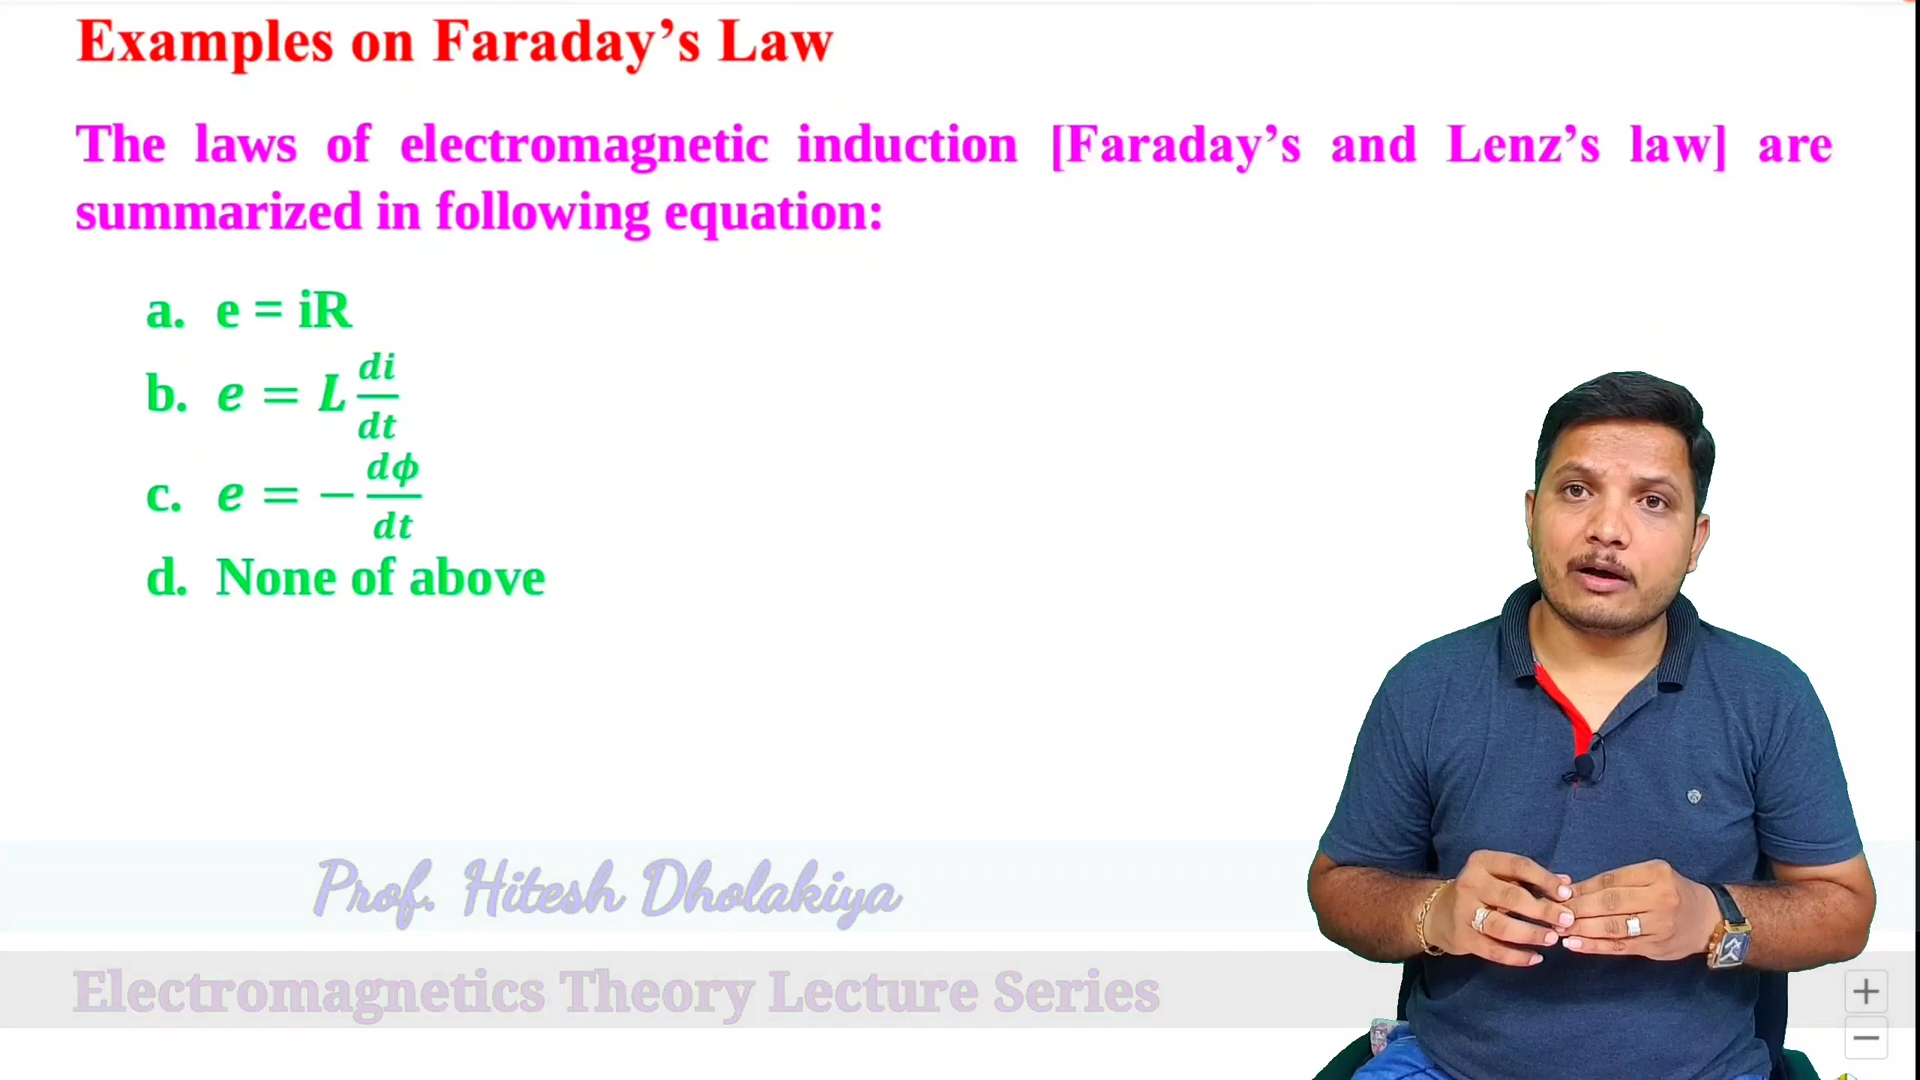 Examples on Faraday's Law
The laws of electromagnetic induction [Faraday's and Lenz's law] are
summarized in following equation:
a. e = iR
b. e = L di/dt
c. e = − dϕ/dt
d. None of above
Prof. Hitesh Dholakiya
Electromagnetics Theory Lecture Series